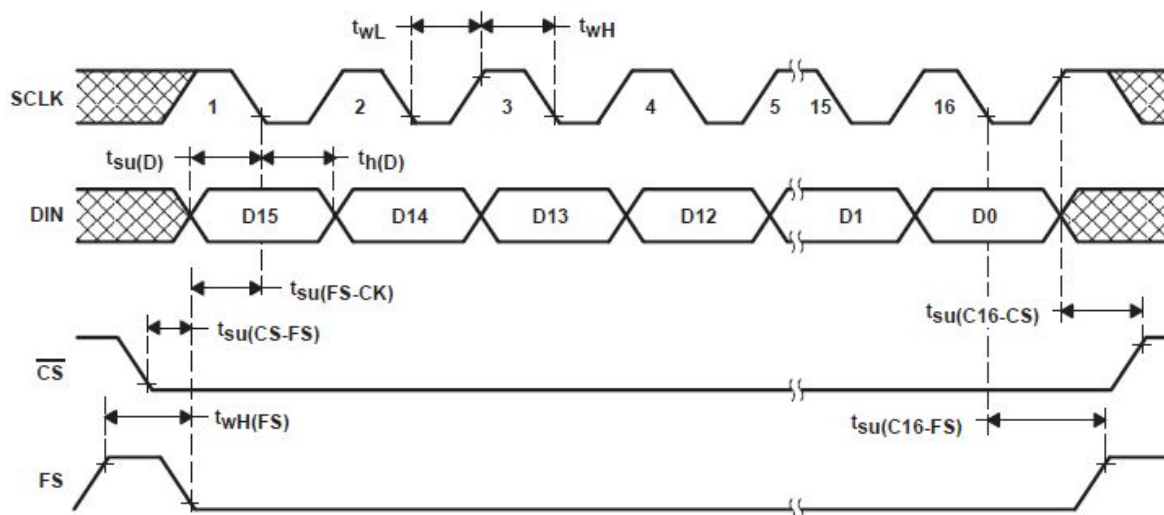 twL
twH
SCLK
1
2
3
4
5
15
16
tsu(D)
th(D)
DIN
D15
D14
D13
D12
D1
D0
tsu(FS-CK)
tsu(CS-FS)
tsu(C16-CS)
CS
twH(FS)
tsu(C16-FS)
FS